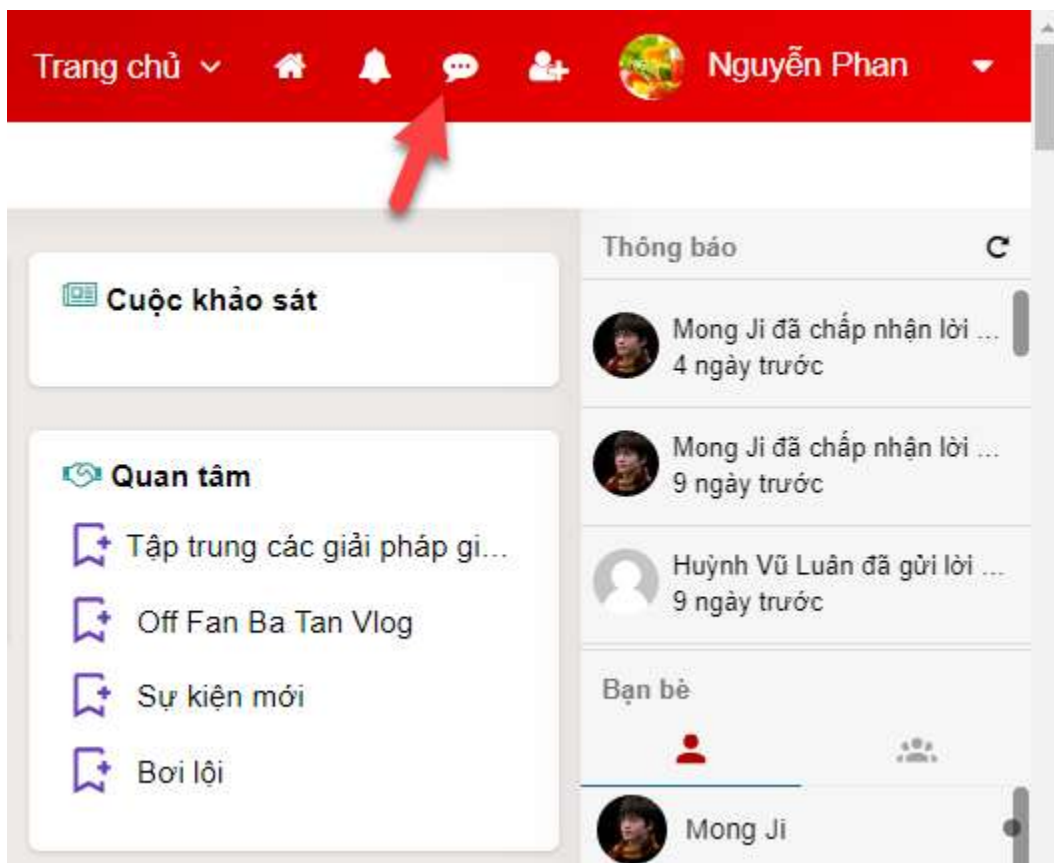 Trang chủ
Nguyễn Phan
Cuộc khảo sát
Quan tâm
Tập trung các giải pháp gi...
Off Fan Ba Tan Vlog
Sự kiện mới
Bơi lội
Thông báo
Mong Ji đã chấp nhận lời ...
4 ngày trước
Mong Ji đã chấp nhận lời ...
9 ngày trước
Huỳnh Vũ Luân đã gửi lời ...
9 ngày trước
Bạn bè
Mong Ji